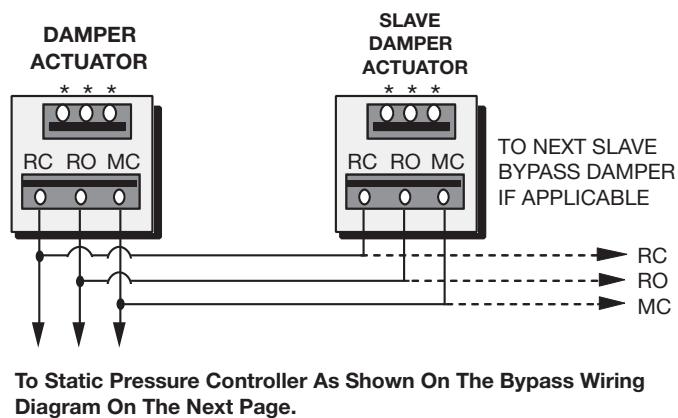 DAMPER
ACTUATOR
* * *
RC RO MC
SLAVE
DAMPER
ACTUATOR
* * *
RC RO MC
TO NEXT SLAVE
BYPASS DAMPER
IF APPLICABLE
RC
RO
MC
To Static Pressure Controller As Shown On The Bypass Wiring
Diagram On The Next Page.